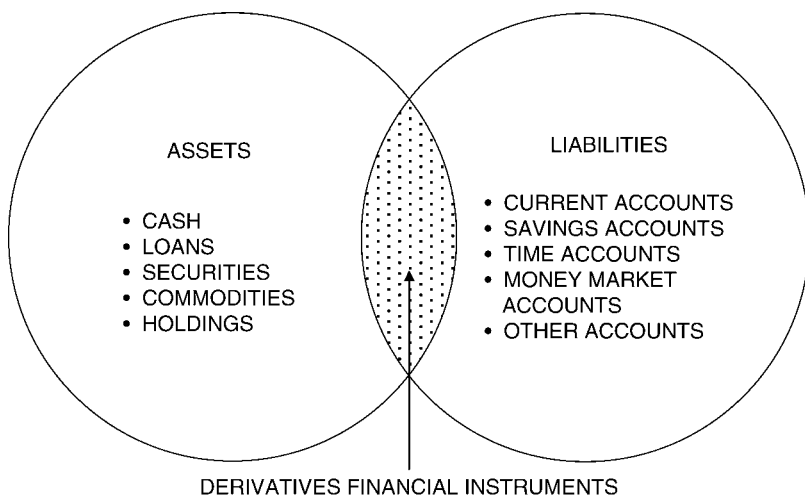 ASSETS
• CASH
• LOANS
• SECURITIES
• COMMODITIES
• HOLDINGS
LIABILITIES
• CURRENT ACCOUNTS
• SAVINGS ACCOUNTS
• TIME ACCOUNTS
• MONEY MARKET
ACCOUNTS
• OTHER ACCOUNTS
DERIVATIVES FINANCIAL INSTRUMENTS